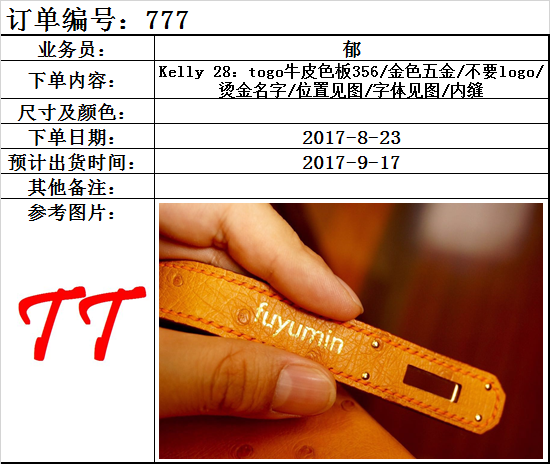 订单编号：777
业务员：
郁
下单内容：
Kelly 28：togo牛皮色板356/金色五金/不要logo/
烫金名字/位置见图/字体见图/内缝
尺寸及颜色：
下单日期：
2017-8-23
预计出货时间：
2017-9-17
其他备注：
参考图片：
TT
fuyumin